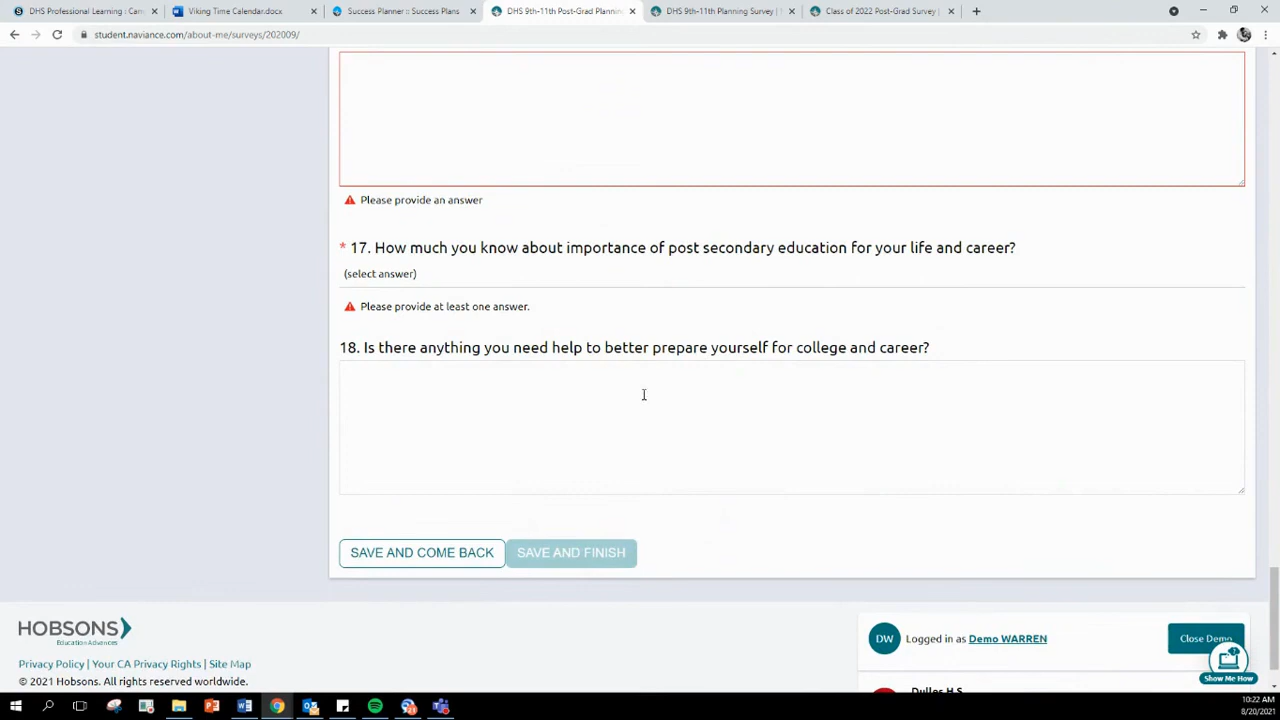 DHS Professional Learning : Can
Viking Time Calendar.docx
Success Planner :: Success Plans
DHS 9th-11th Post-Grad Planning
DHS 9th-11th Planning Survey |
Class of 2022 Post-Grad Survey |
student.naviance.com/about-me/surveys/202009/
Please provide an answer
* 17. How much you know about importance of post secondary education for your life and career?
(select answer)
Please provide at least one answer.
18. Is there anything you need help to better prepare yourself for college and career?
SAVE AND COME BACK
SAVE AND FINISH
HOBSONS
Education Advances
DW
Logged in as Demo WARREN
Close Demo
Show Me How
Privacy Policy | Your CA Privacy Rights | Site Map
© 2021 Hobsons. All rights reserved worldwide.
Dulles H S
10:22 AM
8/20/2021